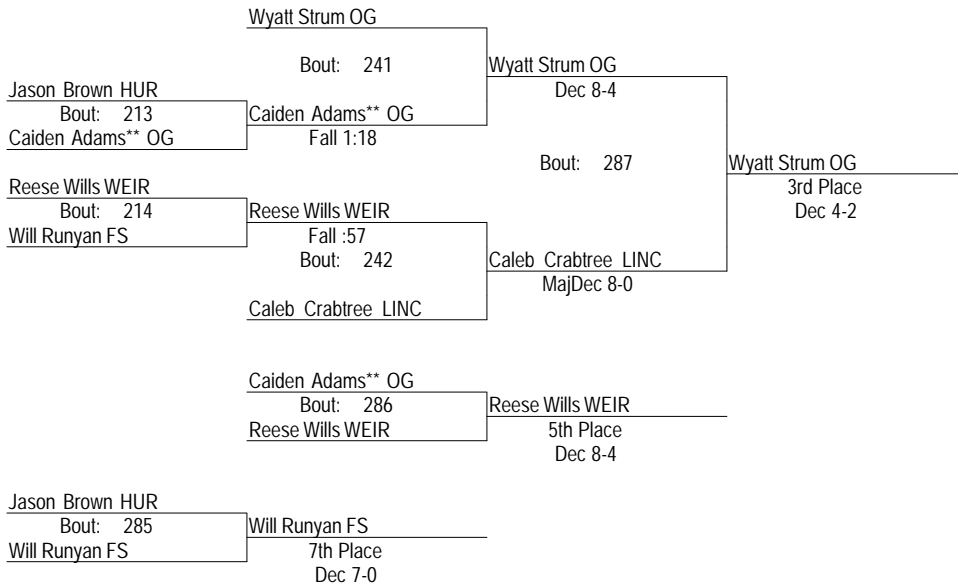 Wyatt Strum OG
Bout: 241
Wyatt Strum OG
Dec 8-4
Jason Brown HUR
Bout: 213
Caiden Adams** OG
Caiden Adams** OG
Fall 1:18
Bout: 287
Wyatt Strum OG
3rd Place
Dec 4-2
Reese Wills WEIR
Bout: 214
Will Runyan FS
Reese Wills WEIR
Fall :57
Bout: 242
Caleb Crabtree LINC
MajDec 8-0
Caleb Crabtree LINC
Caiden Adams** OG
Bout: 286
Reese Wills WEIR
Reese Wills WEIR
5th Place
Dec 8-4
Jason Brown HUR
Bout: 285
Will Runyan FS
Will Runyan FS
7th Place
Dec 7-0